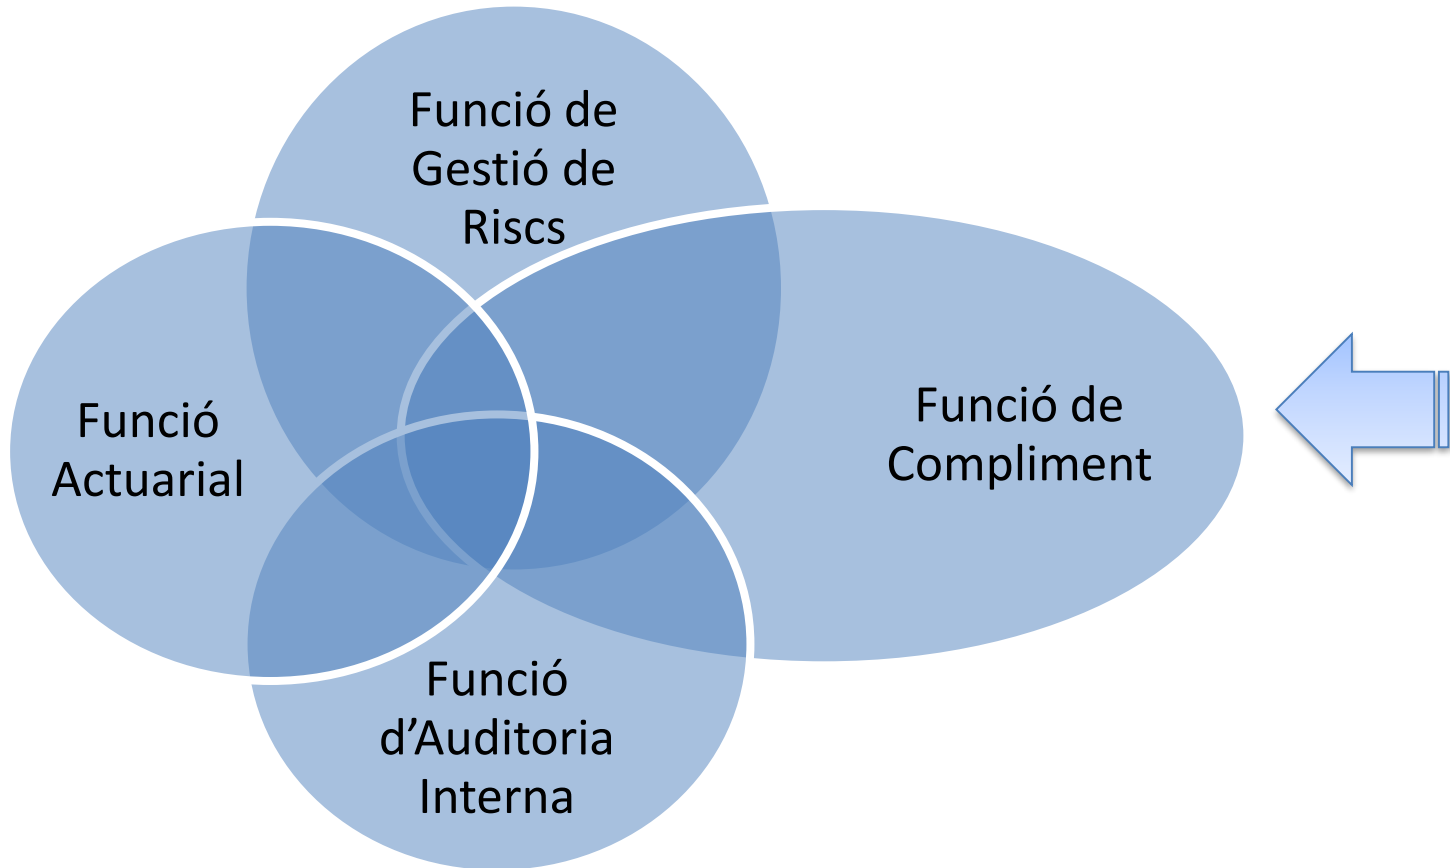 Funció de
Gestió de
Riscs
Funció
Actuarial
Funció de
Compliment
Funció
d’Auditoria
Interna